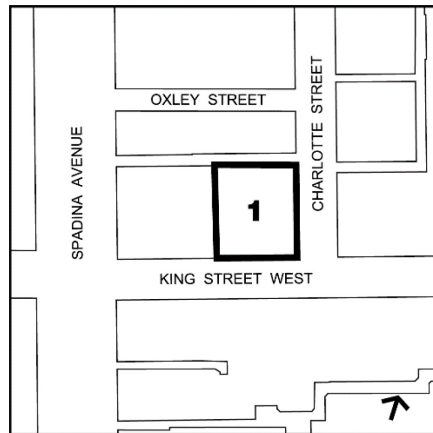 OXLEY STREET
CHARLOTTE STREET
SPADINA AVENUE
1
KING STREET WEST